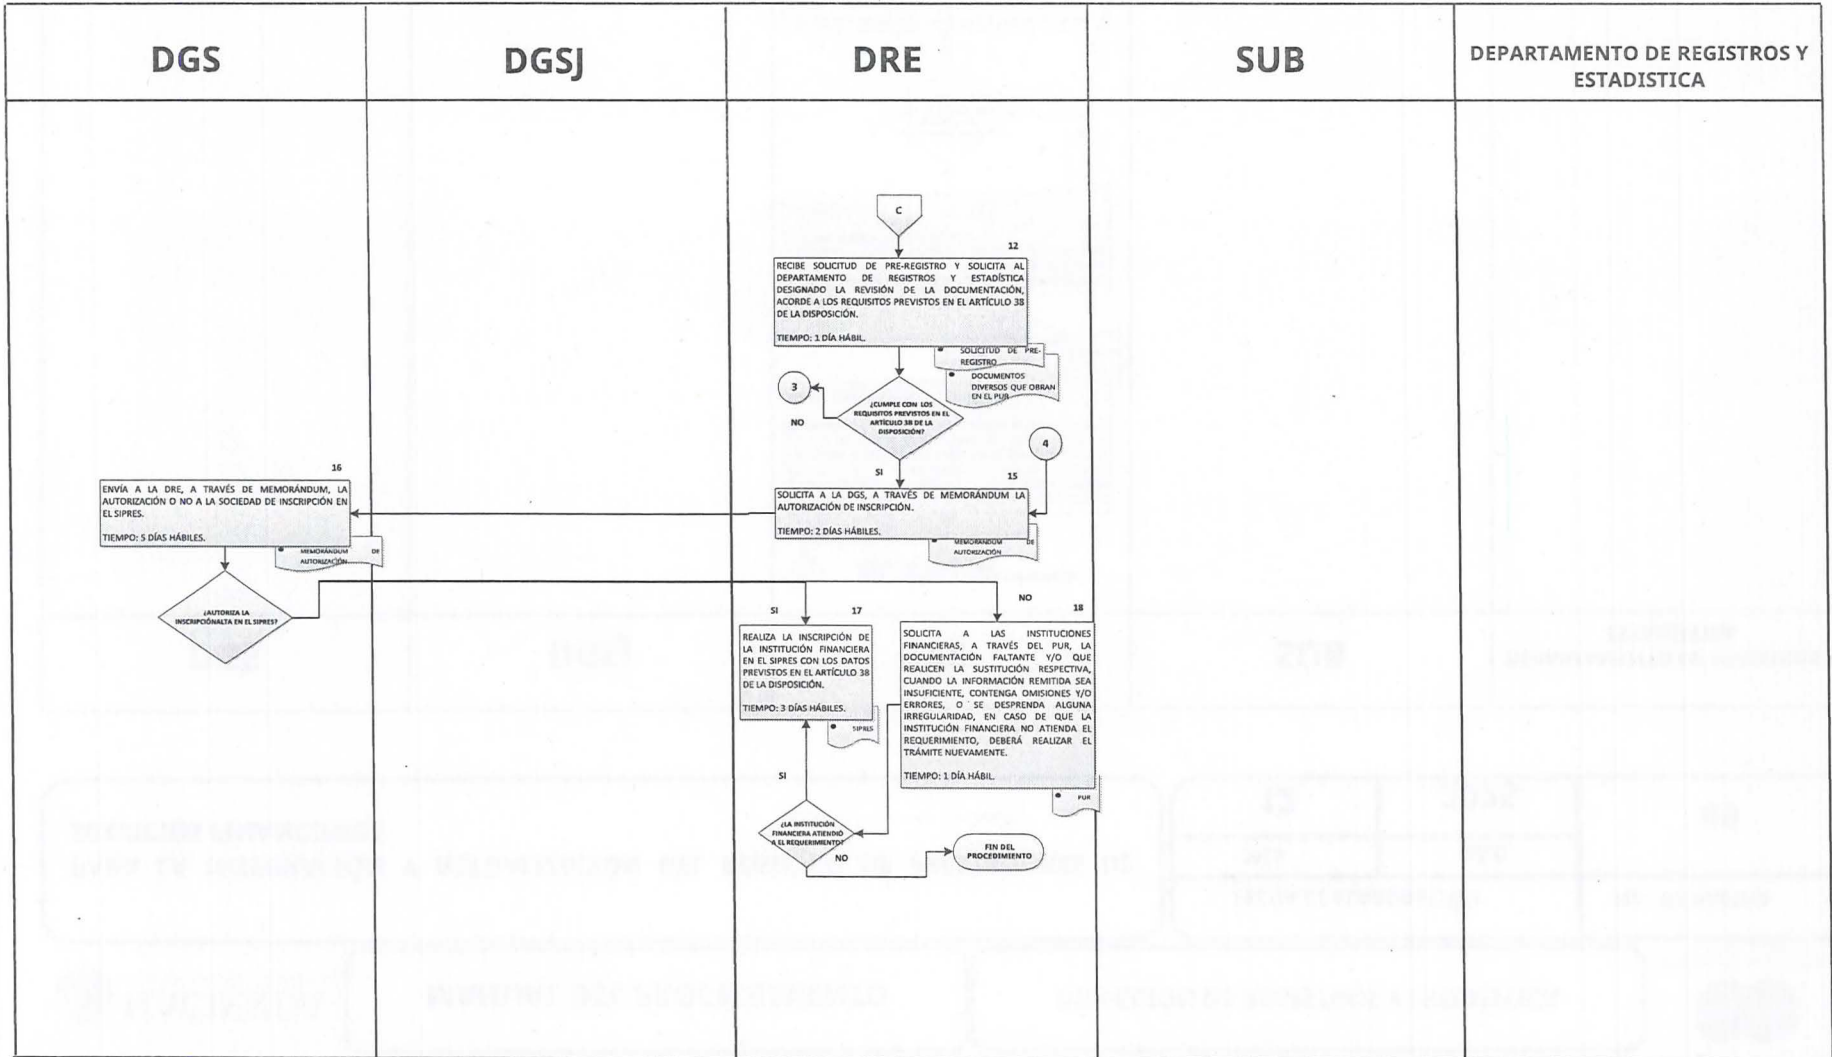 DGS
DGSJ
DRE
SUB
DEPARTAMENTO DE REGISTROS Y
ESTADISTICA
C
12
RECIBE SOLICITUD DE PRE-REGISTRO Y SOLICITA AL
DEPARTAMENTO DE REGISTROS Y ESTADÍSTICA
DESIGNADO LA REVISIÓN DE LA DOCUMENTACIÓN,
ACORDE A LOS REQUISITOS PREVISTOS EN EL ARTÍCULO 38
DE LA DISPOSICIÓN.
TIEMPO: 1 DÍA HÁBIL.
SOLICITUD DE PRE-
REGISTRO
DOCUMENTOS
DIVERSOS QUE OBRAN
EN EL PUR
3
NO
¿CUMPLE CON LOS
REQUISITOS PREVISTOS EN EL
ARTÍCULO 38 DE LA
DISPOSICIÓN?
4
SI
15
SOLICITA A LA DGS, A TRAVÉS DE MEMORÁNDUM LA
AUTORIZACIÓN DE INSCRIPCIÓN.
TIEMPO: 2 DÍAS HÁBILES.
MEMORÁNDUM DE
AUTORIZACIÓN
16
ENVÍA A LA DRE, A TRAVÉS DE MEMORÁNDUM, LA
AUTORIZACIÓN O NO A LA SOCIEDAD DE INSCRIPCIÓN EN
EL SIPRES.
TIEMPO: 5 DÍAS HÁBILES.
MEMORÁNDUM DE
AUTORIZACIÓN
¿AUTORIZA LA
INSCRIPCIÓNALTA EN EL SIPRES?
SI
17
REALIZA LA INSCRIPCIÓN DE
LA INSTITUCIÓN FINANCIERA
EN EL SIPRES CON LOS DATOS
PREVISTOS EN EL ARTÍCULO 38
DE LA DISPOSICIÓN.
TIEMPO: 3 DÍAS HÁBILES.
SIPRES
NO
18
SOLICITA A LAS INSTITUCIONES
FINANCIERAS, A TRAVÉS DEL PUR, LA
DOCUMENTACIÓN FALTANTE Y/O QUE
REALICEN LA SUSTITUCIÓN RESPECTIVA,
CUANDO LA INFORMACIÓN REMITIDA SEA
INSUFICIENTE, CONTENGA OMISIONES Y/O
ERRORES, O SE DESPRENDA ALGUNA
IRREGULARIDAD, EN CASO DE QUE LA
INSTITUCIÓN FINANCIERA NO ATIENDA EL
REQUERIMIENTO, DEBERÁ REALIZAR EL
TRÁMITE NUEVAMENTE.
TIEMPO: 1 DÍA HÁBIL.
PUR
SI
¿LA INSTITUCIÓN
FINANCIERA ATENDIÓ
A EL REQUERIMIENTO?
NO
FIN DEL
PROCEDIMIENTO